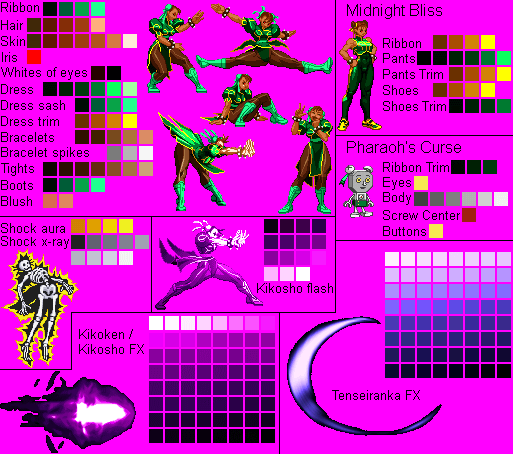 Ribbon
Hair
Skin
Iris
Whites of eyes
Dress
Dress sash
Dress trim
Bracelets
Bracelet spikes
Tights
Boots
Blush
Midnight Bliss
Ribbon
Pants
Pants Trim
Shoes
Shoes Trim
Pharaoh's Curse
Ribbon Trim
Eyes
Body
Screw Center
Buttons
Shock aura
Shock x-ray
Kikosho flash
Kikoken /
Kikosho FX
Tenseiranka FX